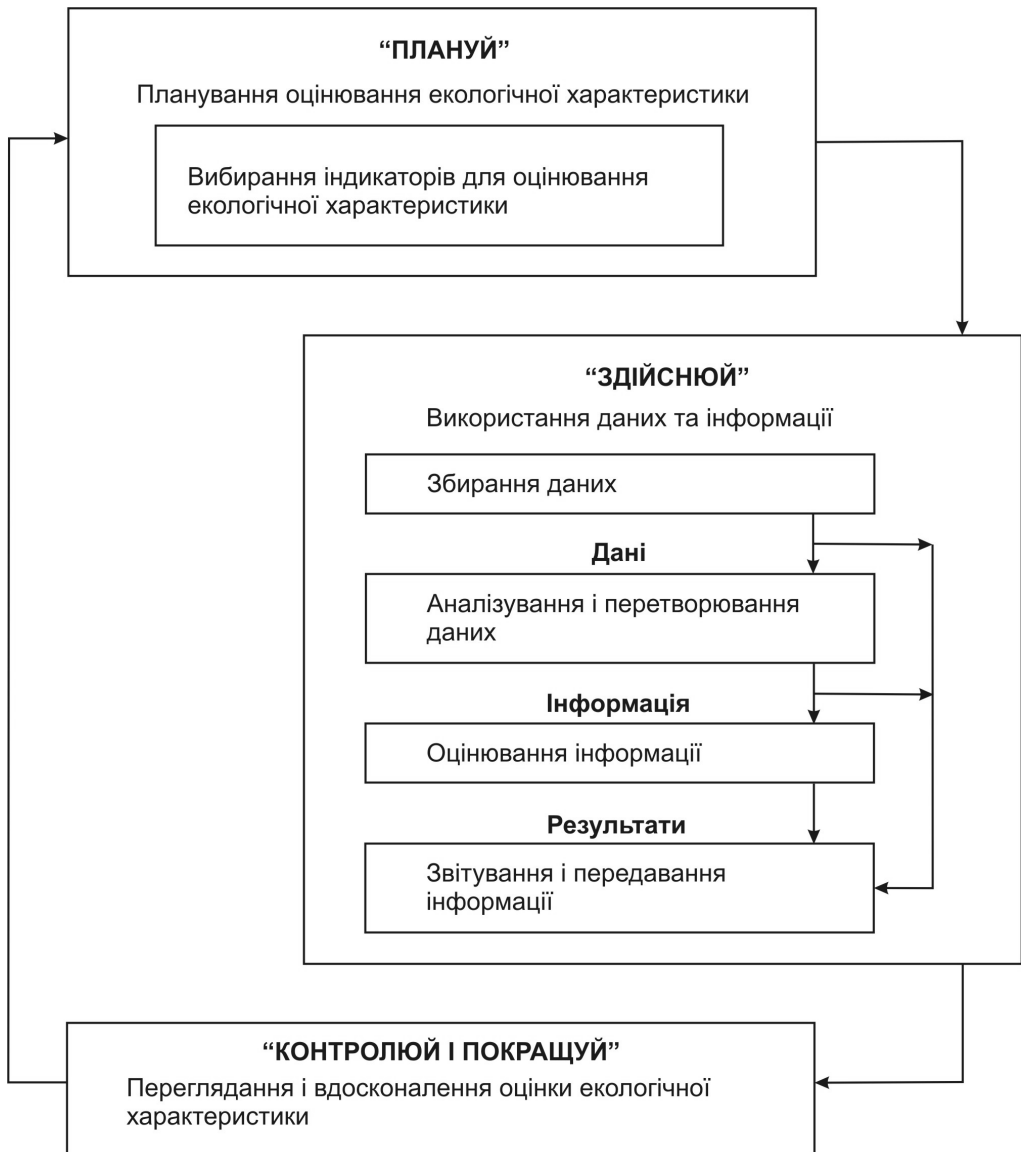 “ПЛАНУЙ”
Планування оцінювання екологічної характеристики
Вибирання індикаторів для оцінювання
екологічної характеристики
“ЗДІЙСНЮЙ”
Використання даних та інформації
Збирання даних
Дані
Аналізування і перетворювання
даних
Інформація
Оцінювання інформації
Результати
Звітування і передавання
інформації
“КОНТРОЛЮЙ І ПОКРАЩУЙ”
Переглядання і вдосконалення оцінки екологічної
характеристики